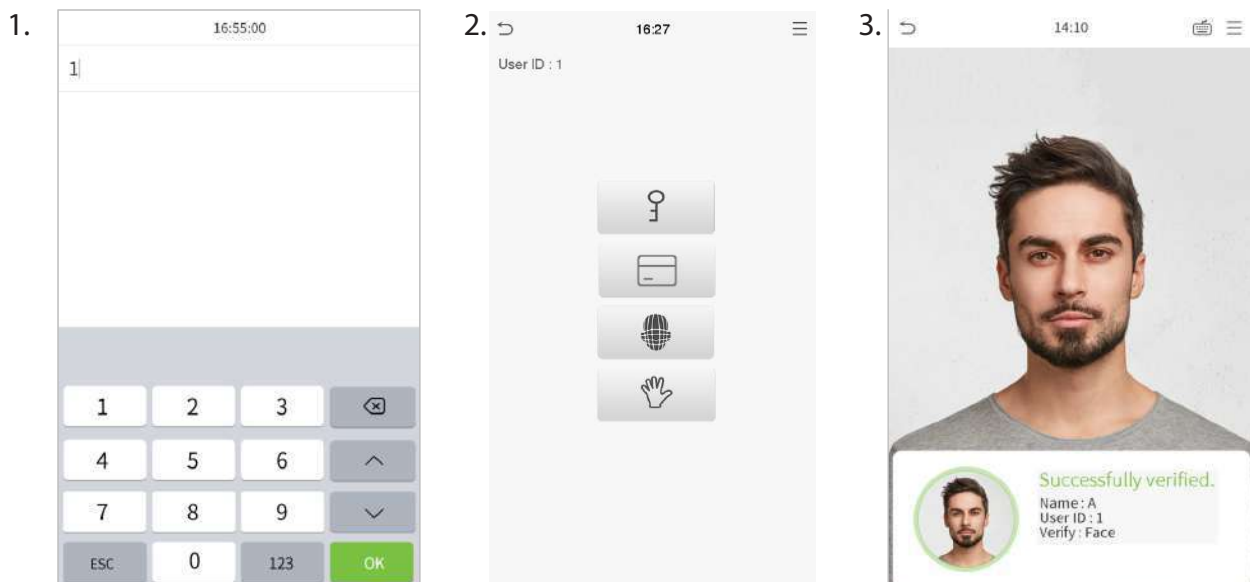 1.
16:55:00
1
1
2
3
4
5
6
7
8
9
ESC
0
123
OK
2.
16:27
User ID : 1
3.
14:10
Successfully verified.
Name : A
User ID : 1
Verify : Face